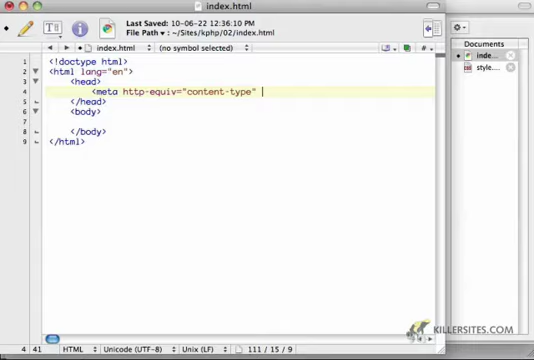 index.html
Last Saved: 10-06-22 12:36:10 PM
File Path ▾ : ~/Sites/kphp/02/index.html
index.html
(no symbol selected)
Documents
inde...
style....
1 <!doctype html>
2 <html lang="en">
3 <head>
4 <meta http-equiv="content-type"
5 </head>
6 <body>
7
8 </body>
9 </html>
KILLERSITES.COM
4 41 HTML Unicode (UTF-8) Unix (LF) 111 / 15 / 9